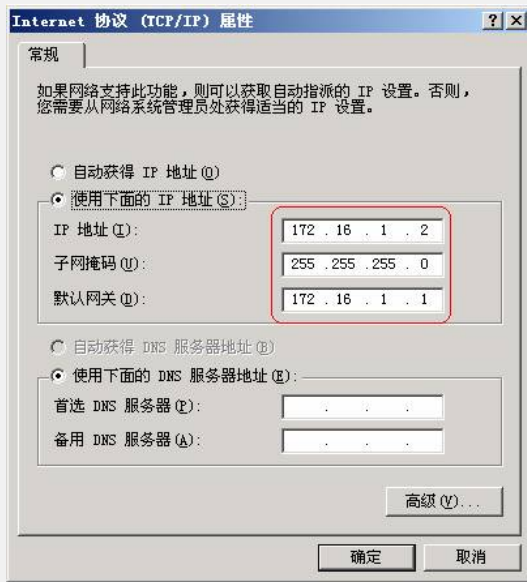 Internet 协议 (TCP/IP) 属性
常规
如果网络支持此功能，则可以获取自动指派的 IP 设置。否则，
您需要从网络系统管理员处获得适当的 IP 设置。
自动获得 IP 地址(O)
使用下面的 IP 地址(S):
IP 地址(I): 172 . 16 . 1 . 2
子网掩码(U): 255 .255 .255 . 0
默认网关(D): 172 . 16 . 1 . 1
自动获得 DNS 服务器地址(B)
使用下面的 DNS 服务器地址(E):
首选 DNS 服务器(P): . . .
备用 DNS 服务器(A): . . .
高级(V)...
确定 取消